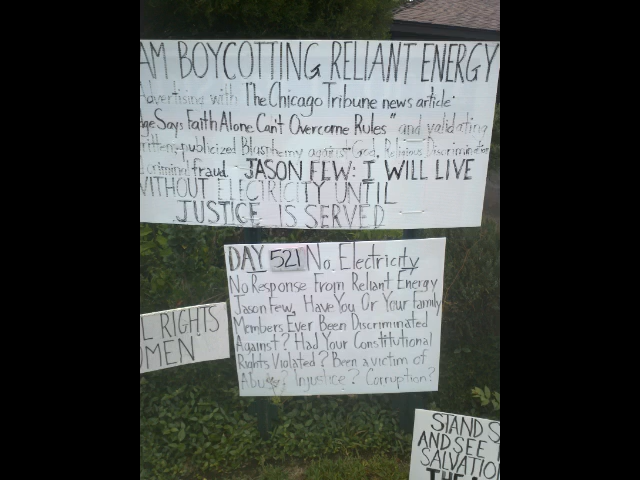 AM BOYCOTTING RELIANT ENERGY
Advertising with The Chicago Tribune news article
Says Faith Alone Can't Overcome Rules" and validating
publicized Blasphemy against God, Religious Discrimination
fraud. JASON FEW: I WILL LIVE
WITHOUT ELECTRICITY UNTIL
JUSTICE IS SERVED
DAY 521 No Electricity
No Response From Reliant Energy
Jason Few, Have You Or Your Family
Members Ever Been Discriminated
Against? Had Your Constitutional
Rights Violated? Been a victim of
Abuse? Injustice? Corruption?
L RIGHTS
OMEN
STAND S
AND SEE
SALVATIO
THE